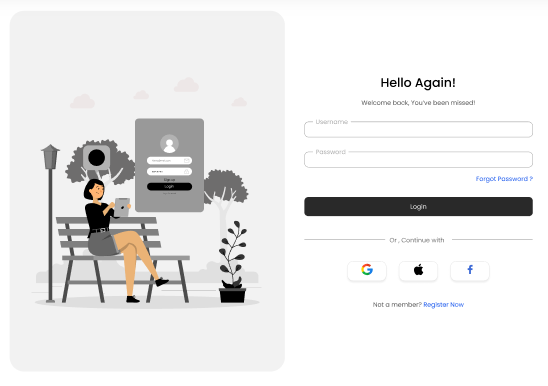 Hello Again!
Welcome back, You've been missed!
Username
Password
Forgot Password ?
Login
Or , Continue with
Not a member? Register Now
Login